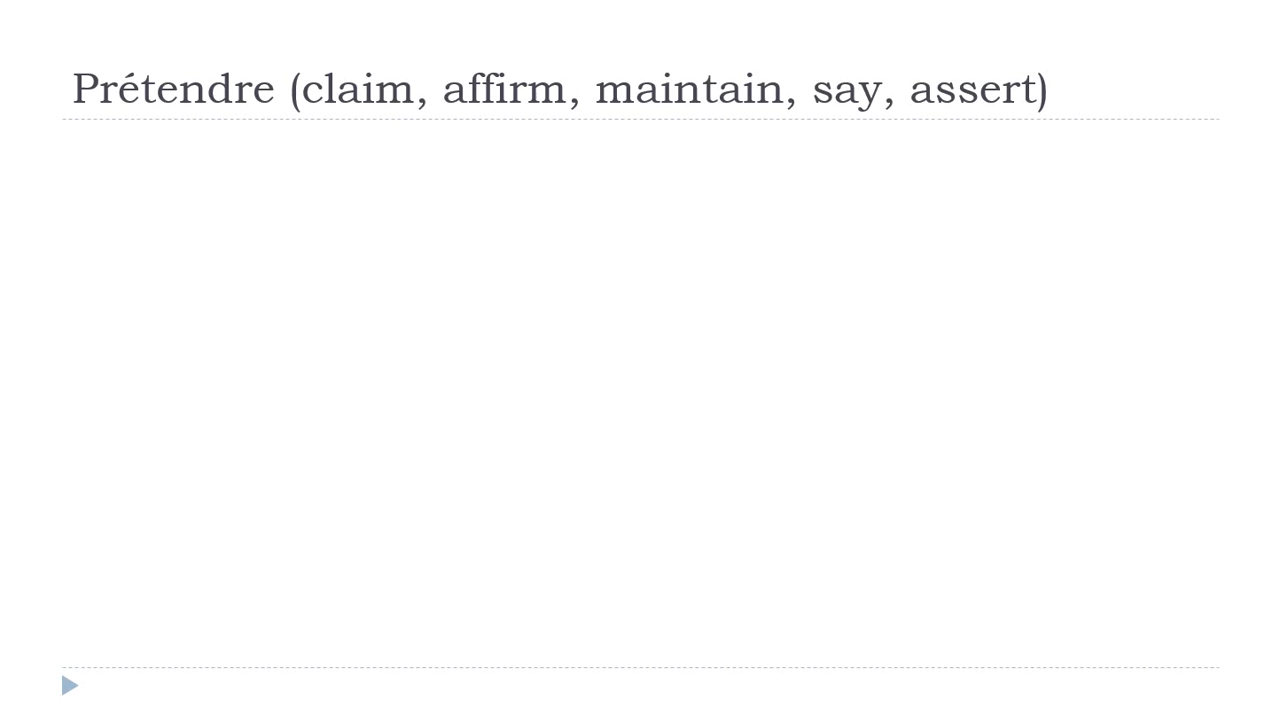 Prétendre (claim, affirm, maintain, say, assert)